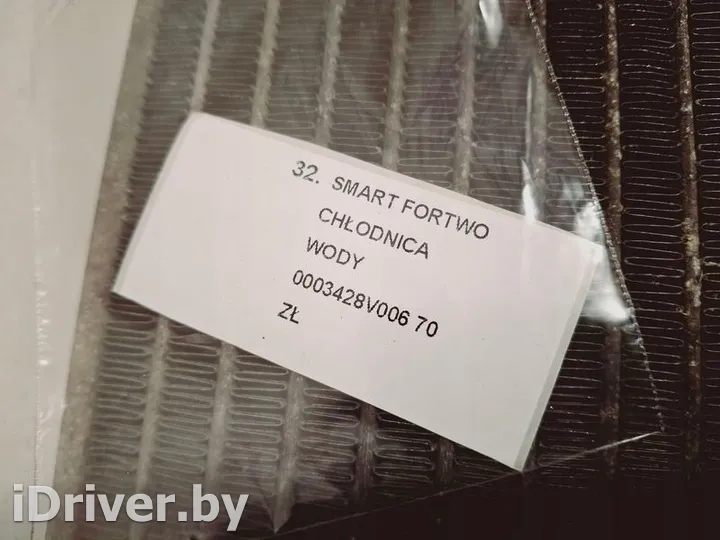 32. SMART FORTWO
CHŁODNICA
WODY
0003428V006 70
ZŁ
iDriver.by